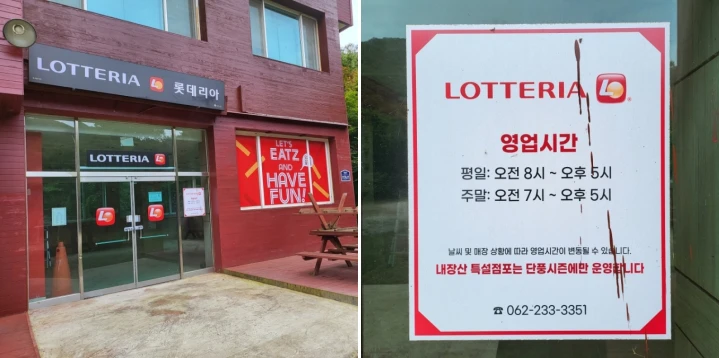 LOTTERIA 롯데리아
LOTTERIA
LET'S
EATZ
AND
HAVE
FUN!
LOTTERIA
영업시간
평일: 오전 8시 ~ 오후 5시
주말: 오전 7시 ~ 오후 5시
날씨 및 매장 상황에 따라 영업시간이 변동될 수 있습니다.
내장산 특설점포는 단풍시즌에만 운영합니다
☎ 062-233-3351